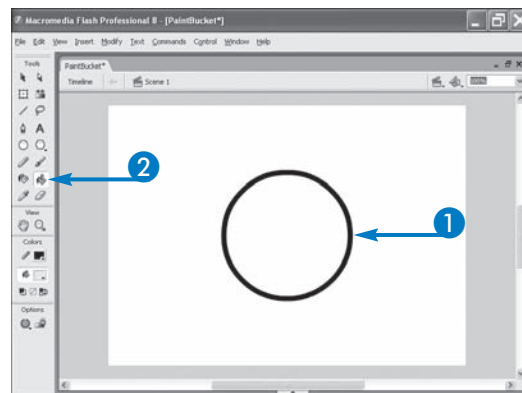 Macromedia Flash Professional 8 - [PaintBucket*]
File Edit View Insert Modify Text Commands Control Window Help
Tools
PaintBucket*
Timeline Scene 1 100%
A
2
1
View
Colors
Options